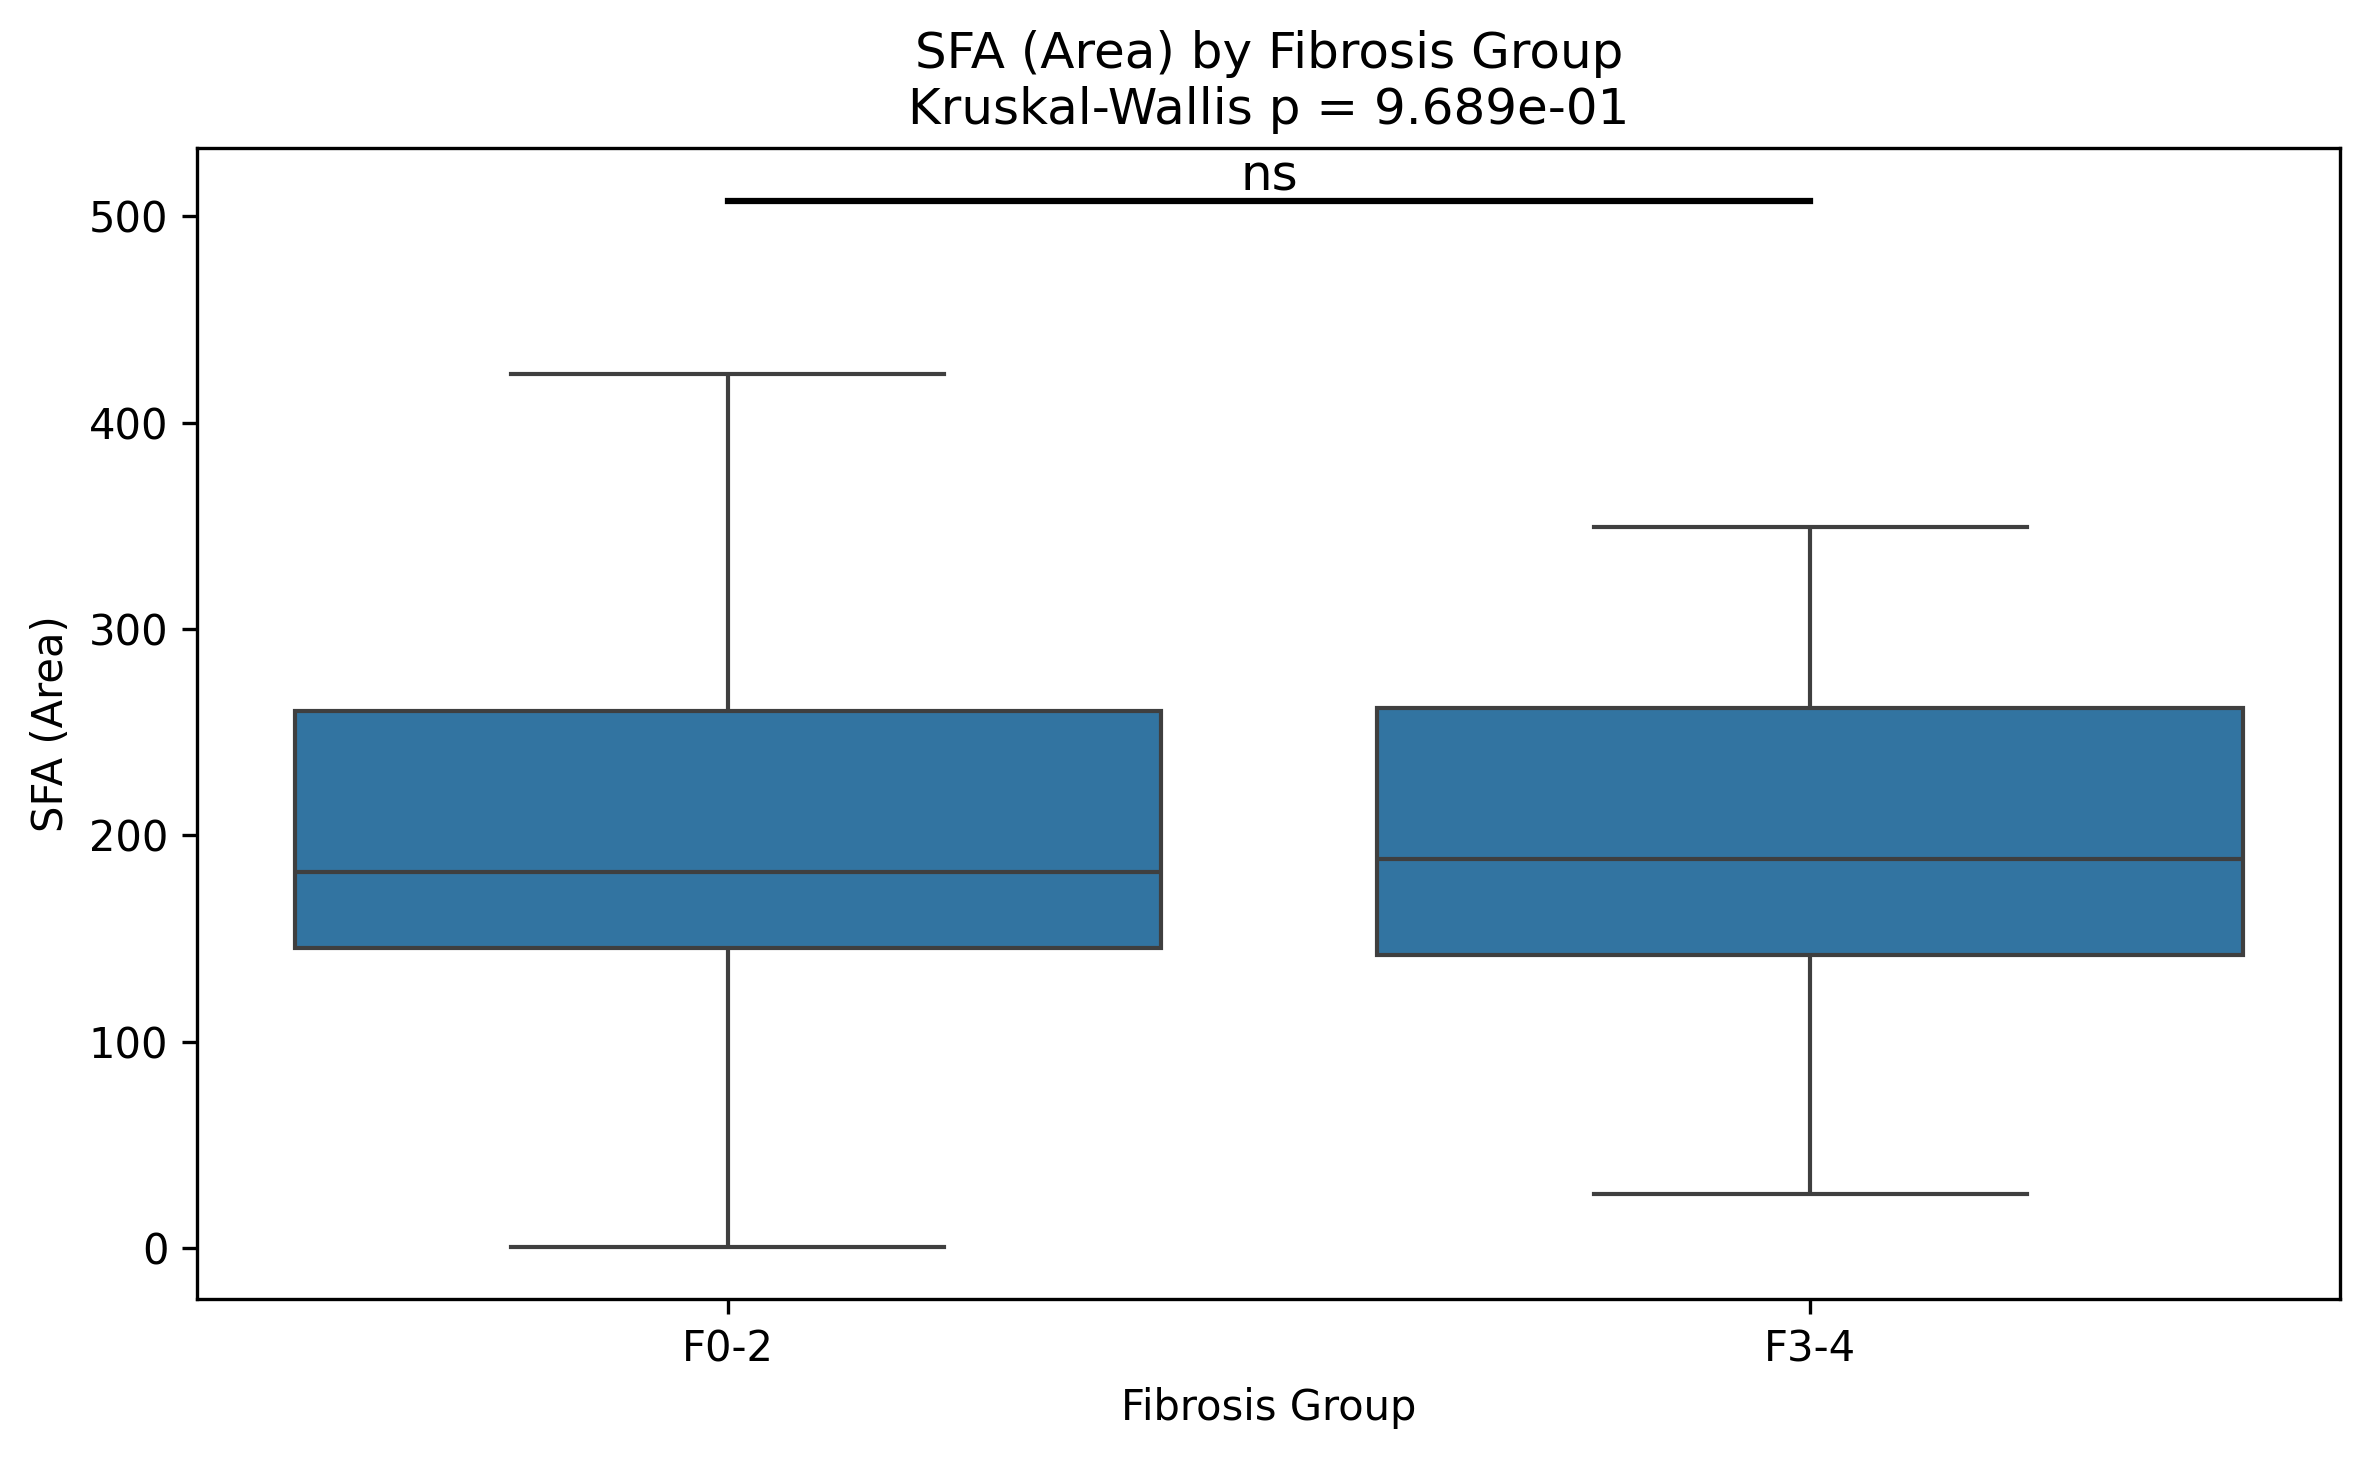 SFA (Area) by Fibrosis Group
Kruskal-Wallis p = 9.689e-01
ns
500
400
300
200
100
0
SFA (Area)
F0-2
F3-4
Fibrosis Group